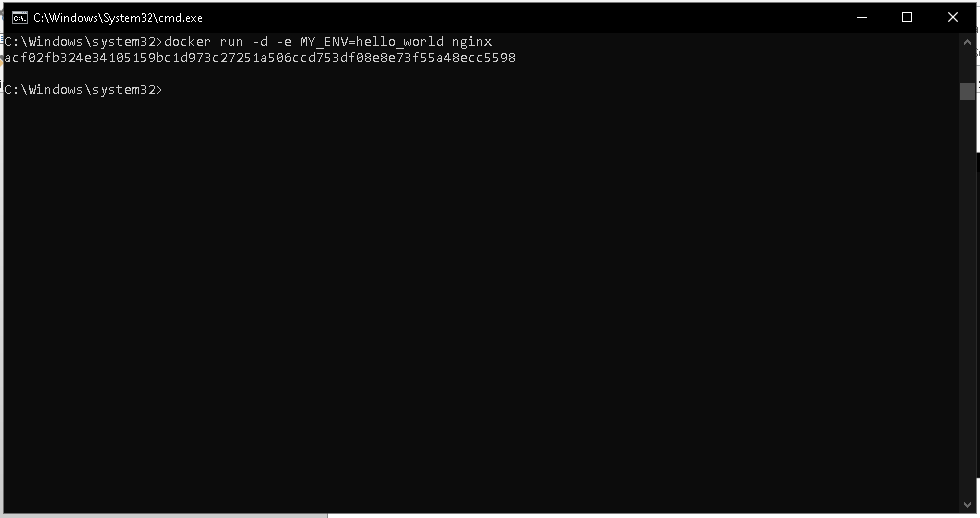 C:\Windows\System32\cmd.exe
C:\Windows\system32>docker run -d -e MY_ENV=hello_world nginx
acf02fb324e34105159bc1d973c27251a506ccd753df08e8e73f55a48ecc5598
C:\Windows\system32>